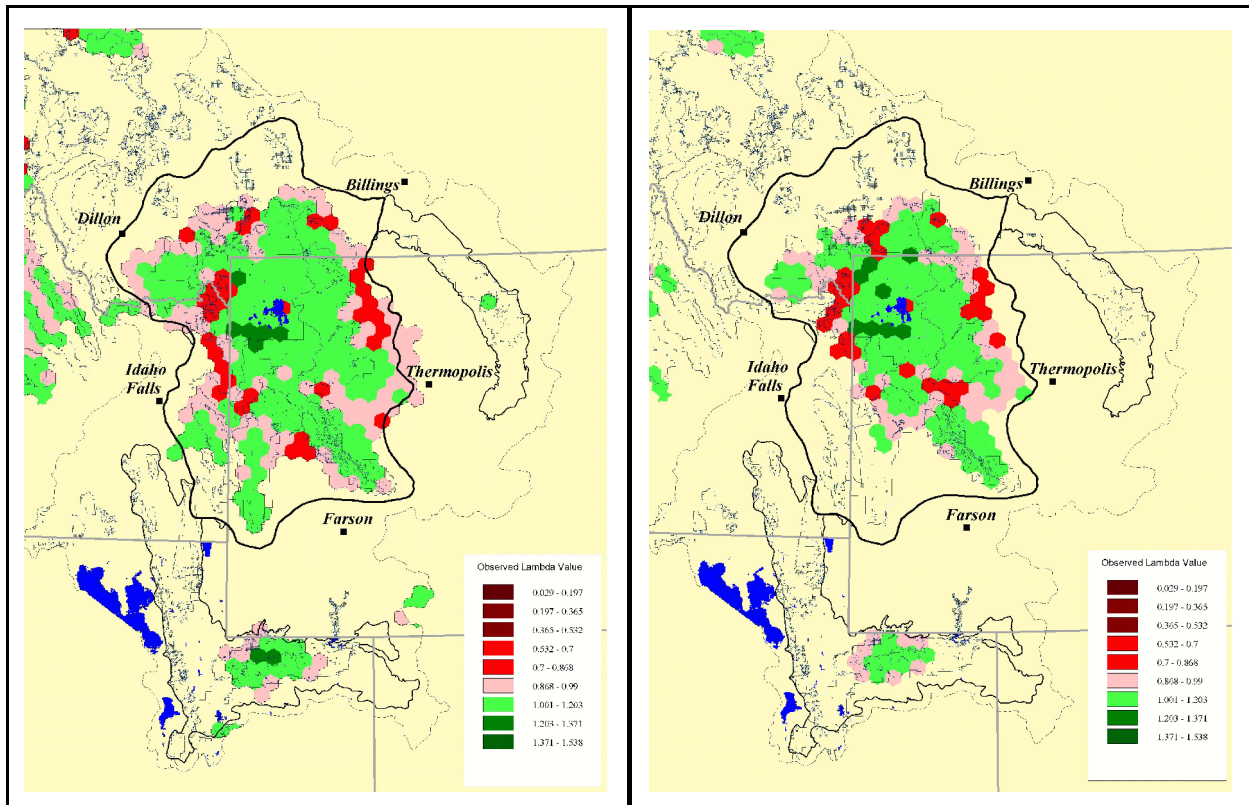 Billings
Dillon
Idaho
Falls
Thermopolis
Farson
Observed Lambda Value
0.029 - 0.197
0.197 - 0.365
0.365 - 0.532
0.532 - 0.7
0.7 - 0.868
0.868 - 0.99
1.001 - 1.203
1.203 - 1.371
1.371 - 1.538
Billings
Dillon
Idaho
Falls
Thermopolis
Farson
Observed Lambda Value
0.029 - 0.197
0.197 - 0.365
0.365 - 0.532
0.532 - 0.7
0.7 - 0.868
0.868 - 0.99
1.001 - 1.203
1.203 - 1.371
1.371 - 1.538